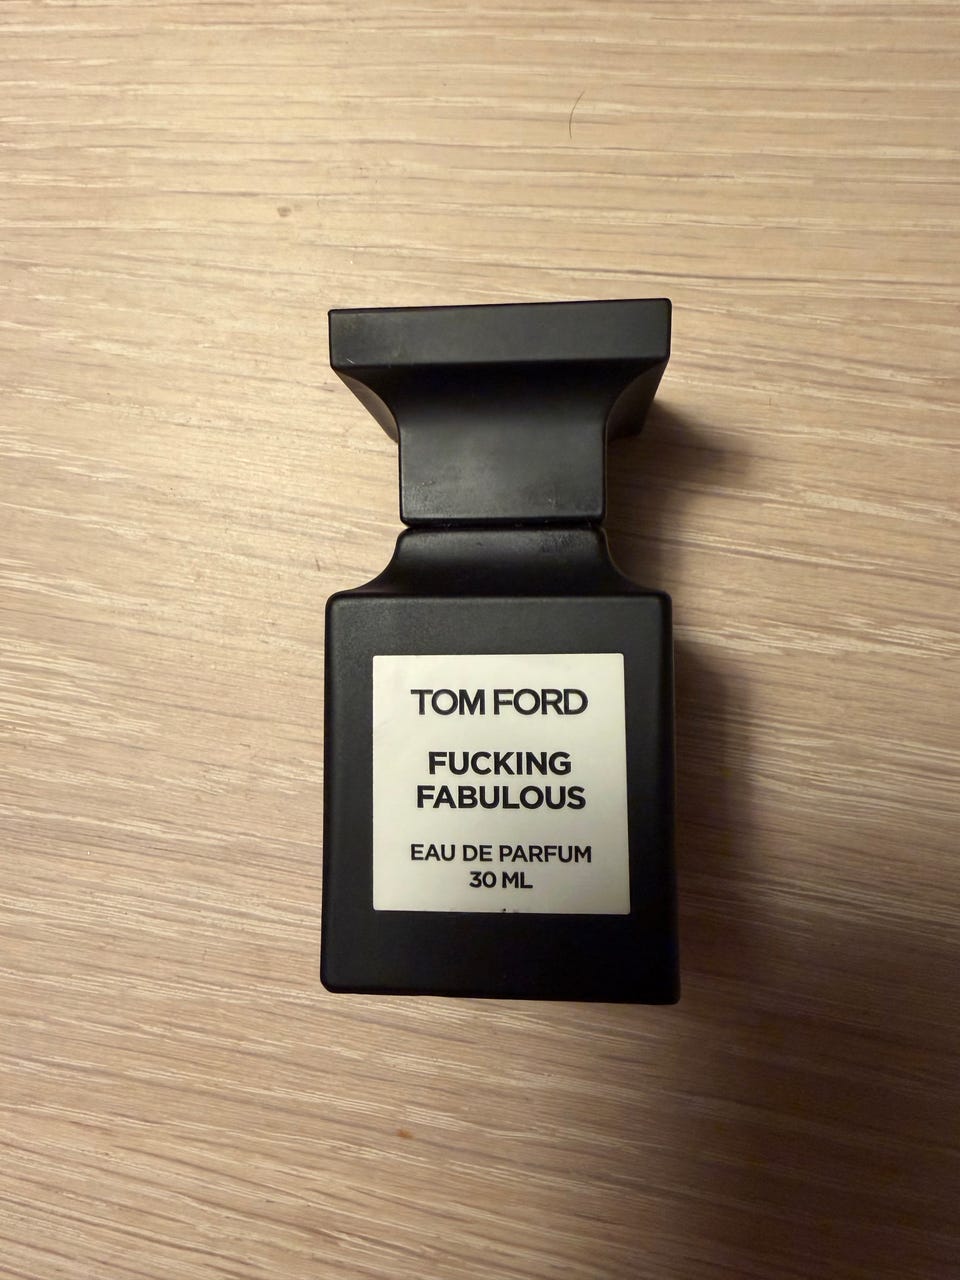 TOM FORD
FUCKING
FABULOUS
EAU DE PARFUM
30 ML